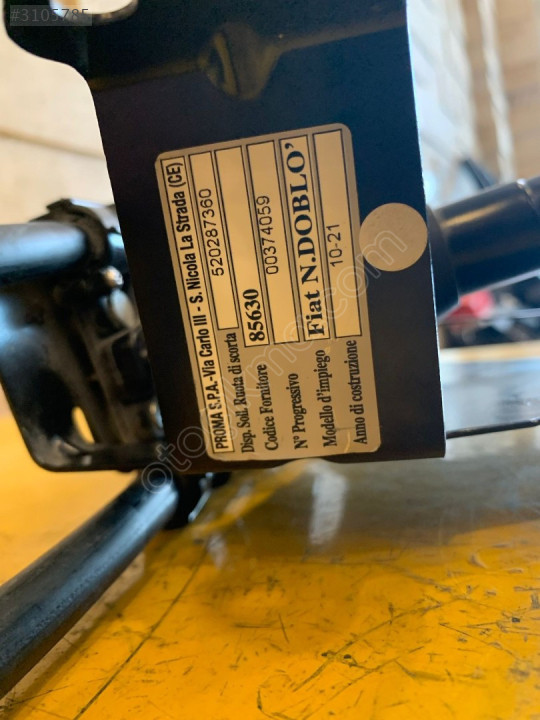 #3105785
PROMA S.P.A.-Via Carlo III - S. Nicola La Strada (CE)
Disp. Soll. Ruota di scorta 520287360
Codice Fornitore 85630
N° Progressivo 00374059
Modello d'impiego Fiat N.DOBLO'
Anno di costruzione 10-21